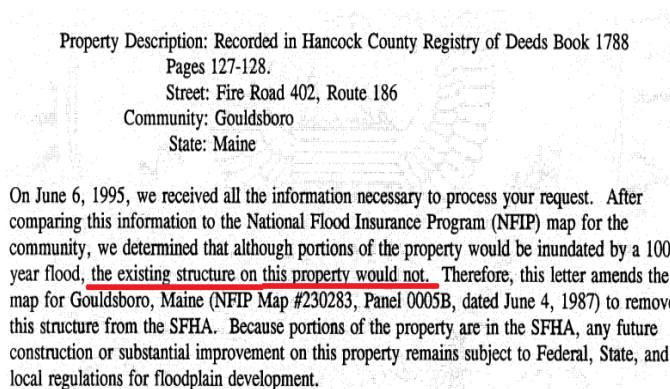 Property Description: Recorded in Hancock County Registry of Deeds Book 1788
Pages 127-128.
Street: Fire Road 402, Route 186
Community: Gouldsboro
State: Maine
On June 6, 1995, we received all the information necessary to process your request. After
comparing this information to the National Flood Insurance Program (NFIP) map for the
community, we determined that although portions of the property would be inundated by a 100
year flood, the existing structure on this property would not. Therefore, this letter amends the
map for Gouldsboro, Maine (NFIP Map #230283, Panel 0005B, dated June 4, 1987) to remove
this structure from the SFHA. Because portions of the property are in the SFHA, any future
construction or substantial improvement on this property remains subject to Federal, State, and
local regulations for floodplain development.